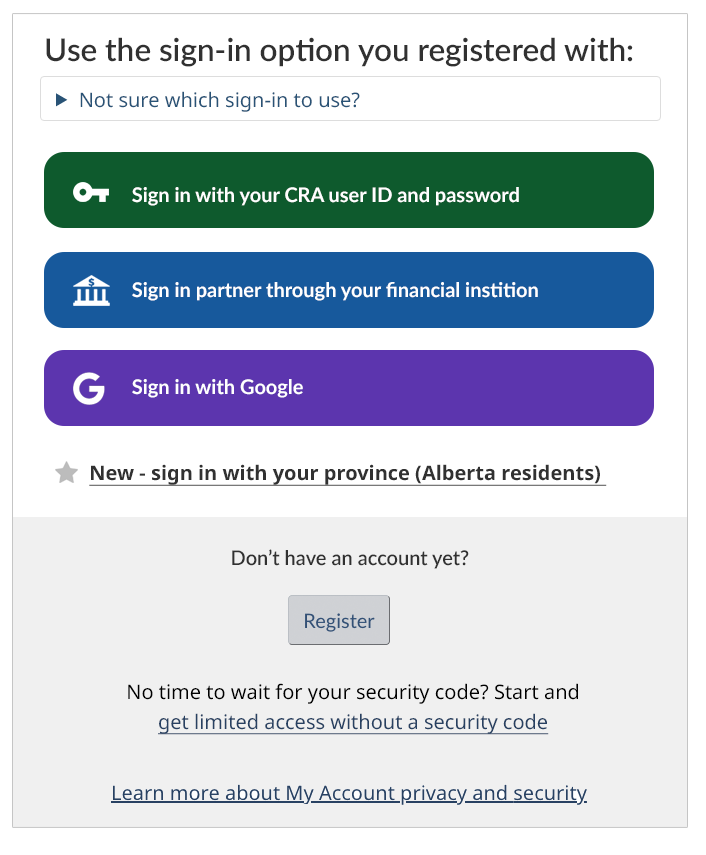 Use the sign-in option you registered with:
Not sure which sign-in to use?
Sign in with your CRA user ID and password
Sign in partner through your financial instition
Sign in with Google
New - sign in with your province (Alberta residents)
Don’t have an account yet?
Register
No time to wait for your security code? Start and
get limited access without a security code
Learn more about My Account privacy and security